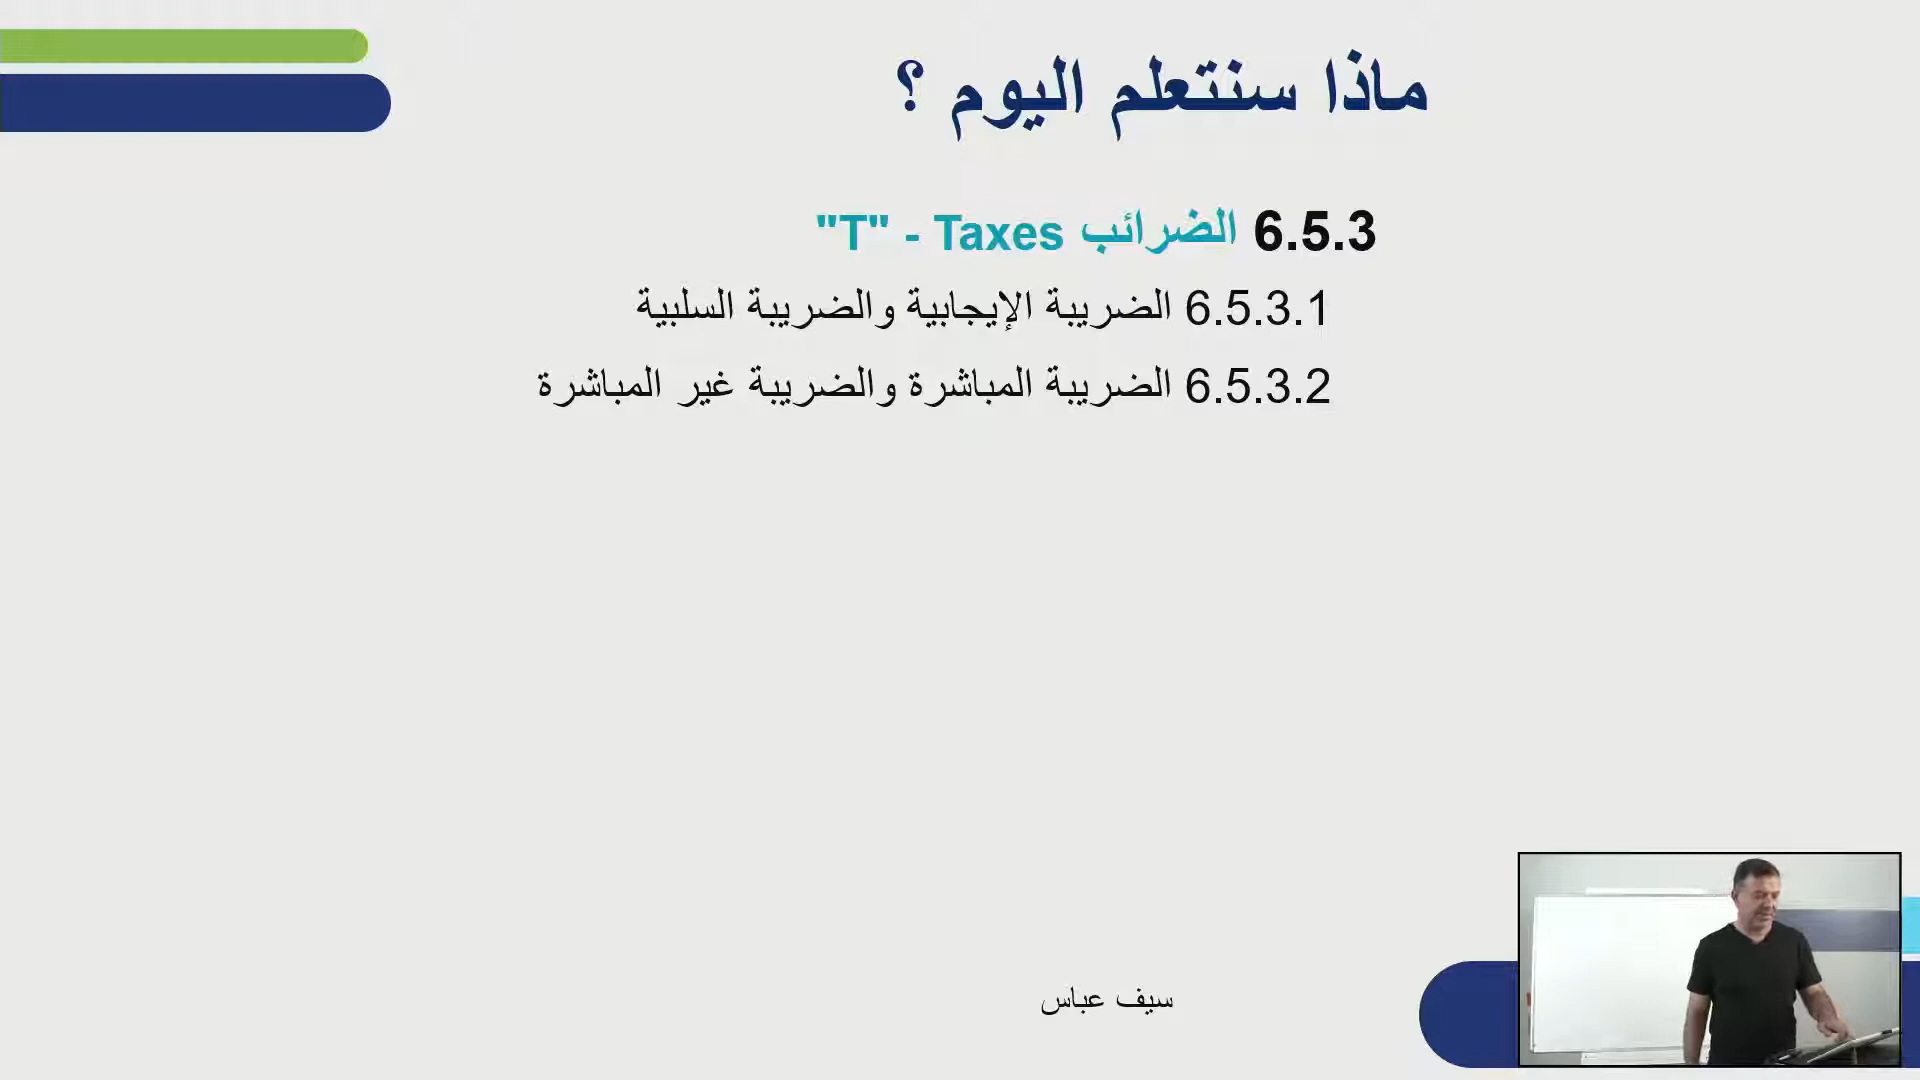 ماذا سنتعلم اليوم ؟
6.5.3 الضرائب Taxes - "T"
6.5.3.1 الضريبة الإيجابية والضريبة السلبية
6.5.3.2 الضريبة المباشرة والضريبة غير المباشرة
سيف عباس